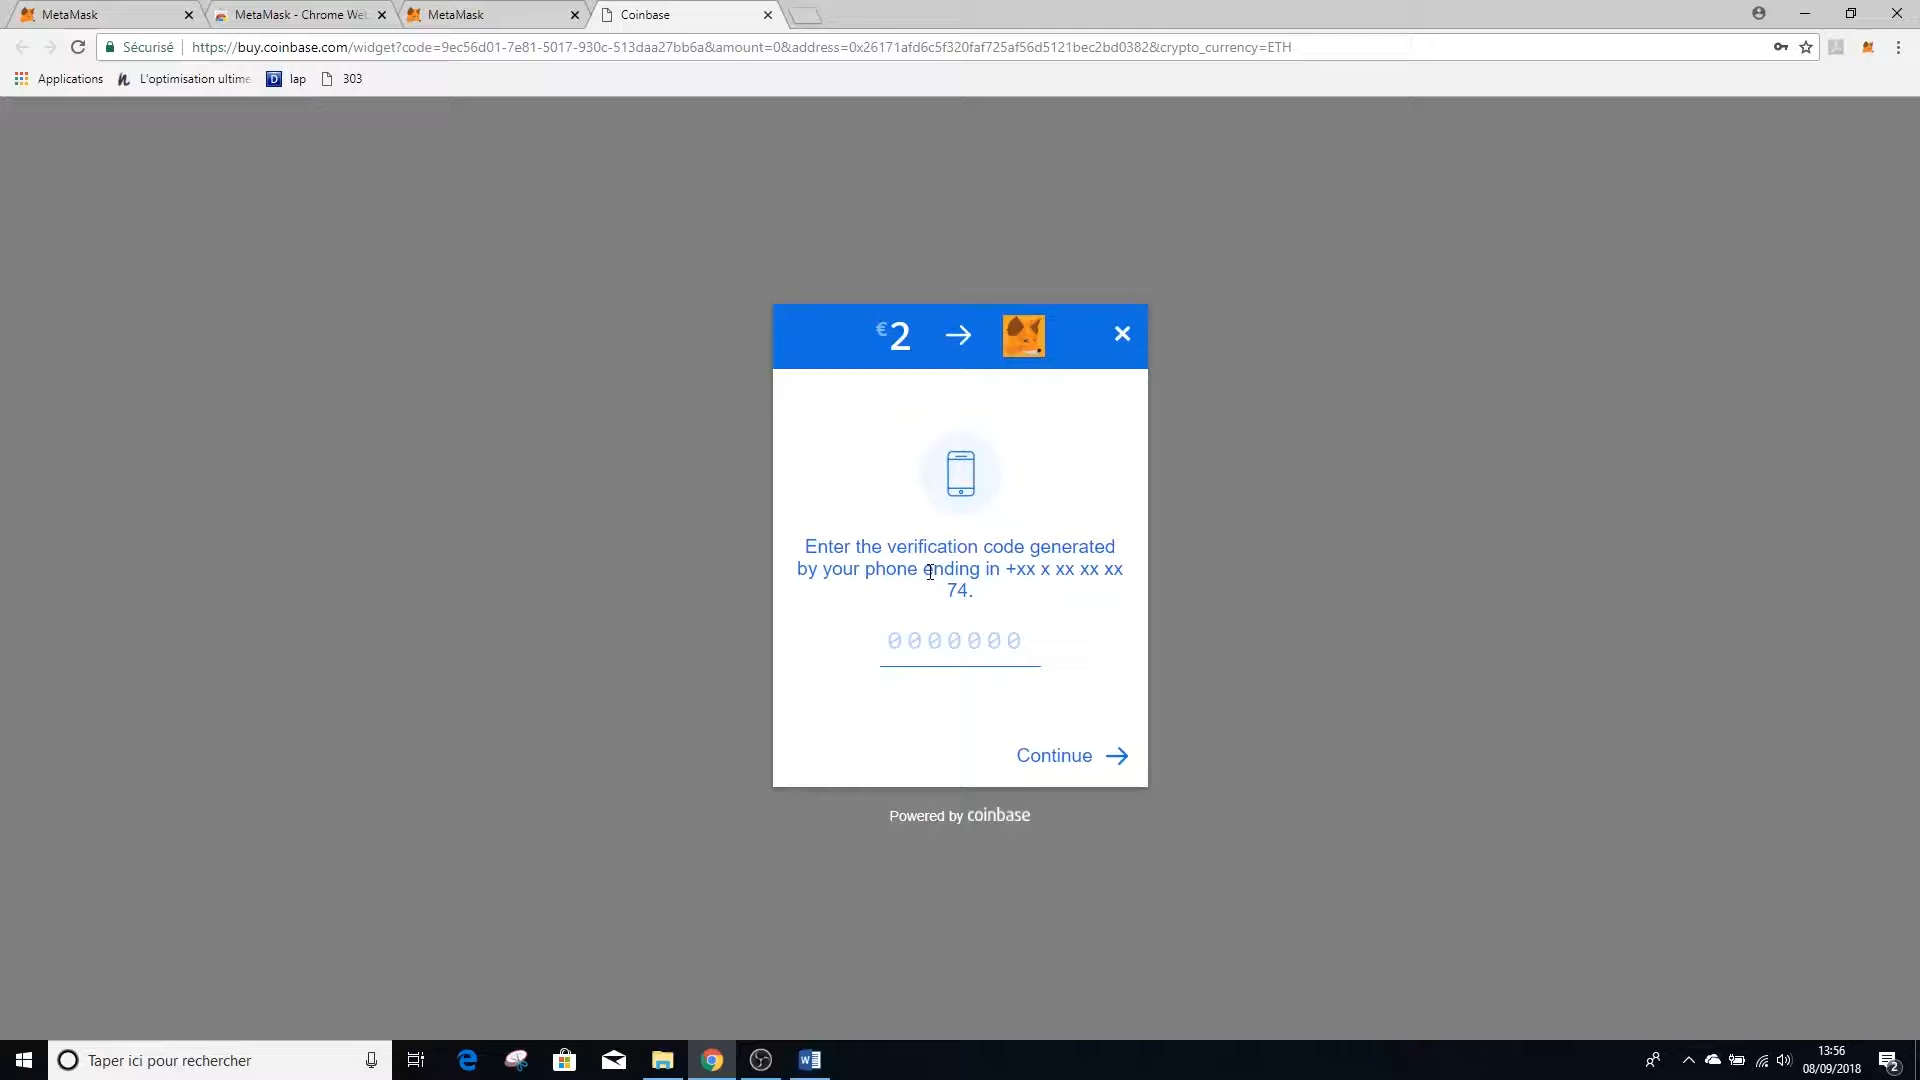 MetaMask
MetaMask - Chrome Web
MetaMask
Coinbase
Sécurisé
https://buy.coinbase.com/widget?code=9ec56d01-7e81-5017-930c-513daa27bb6a&amount=0&address=0x26171afd6c5f320faf725af56d5121bec2bd0382&crypto_currency=ETH
Applications
L'optimisation ultime
D
lap
303
€2
Enter the verification code generated
by your phone ending in +xx x xx xx xx
74.
0000000
Continue
Powered by coinbase
Taper ici pour rechercher
13:56
08/09/2018
2